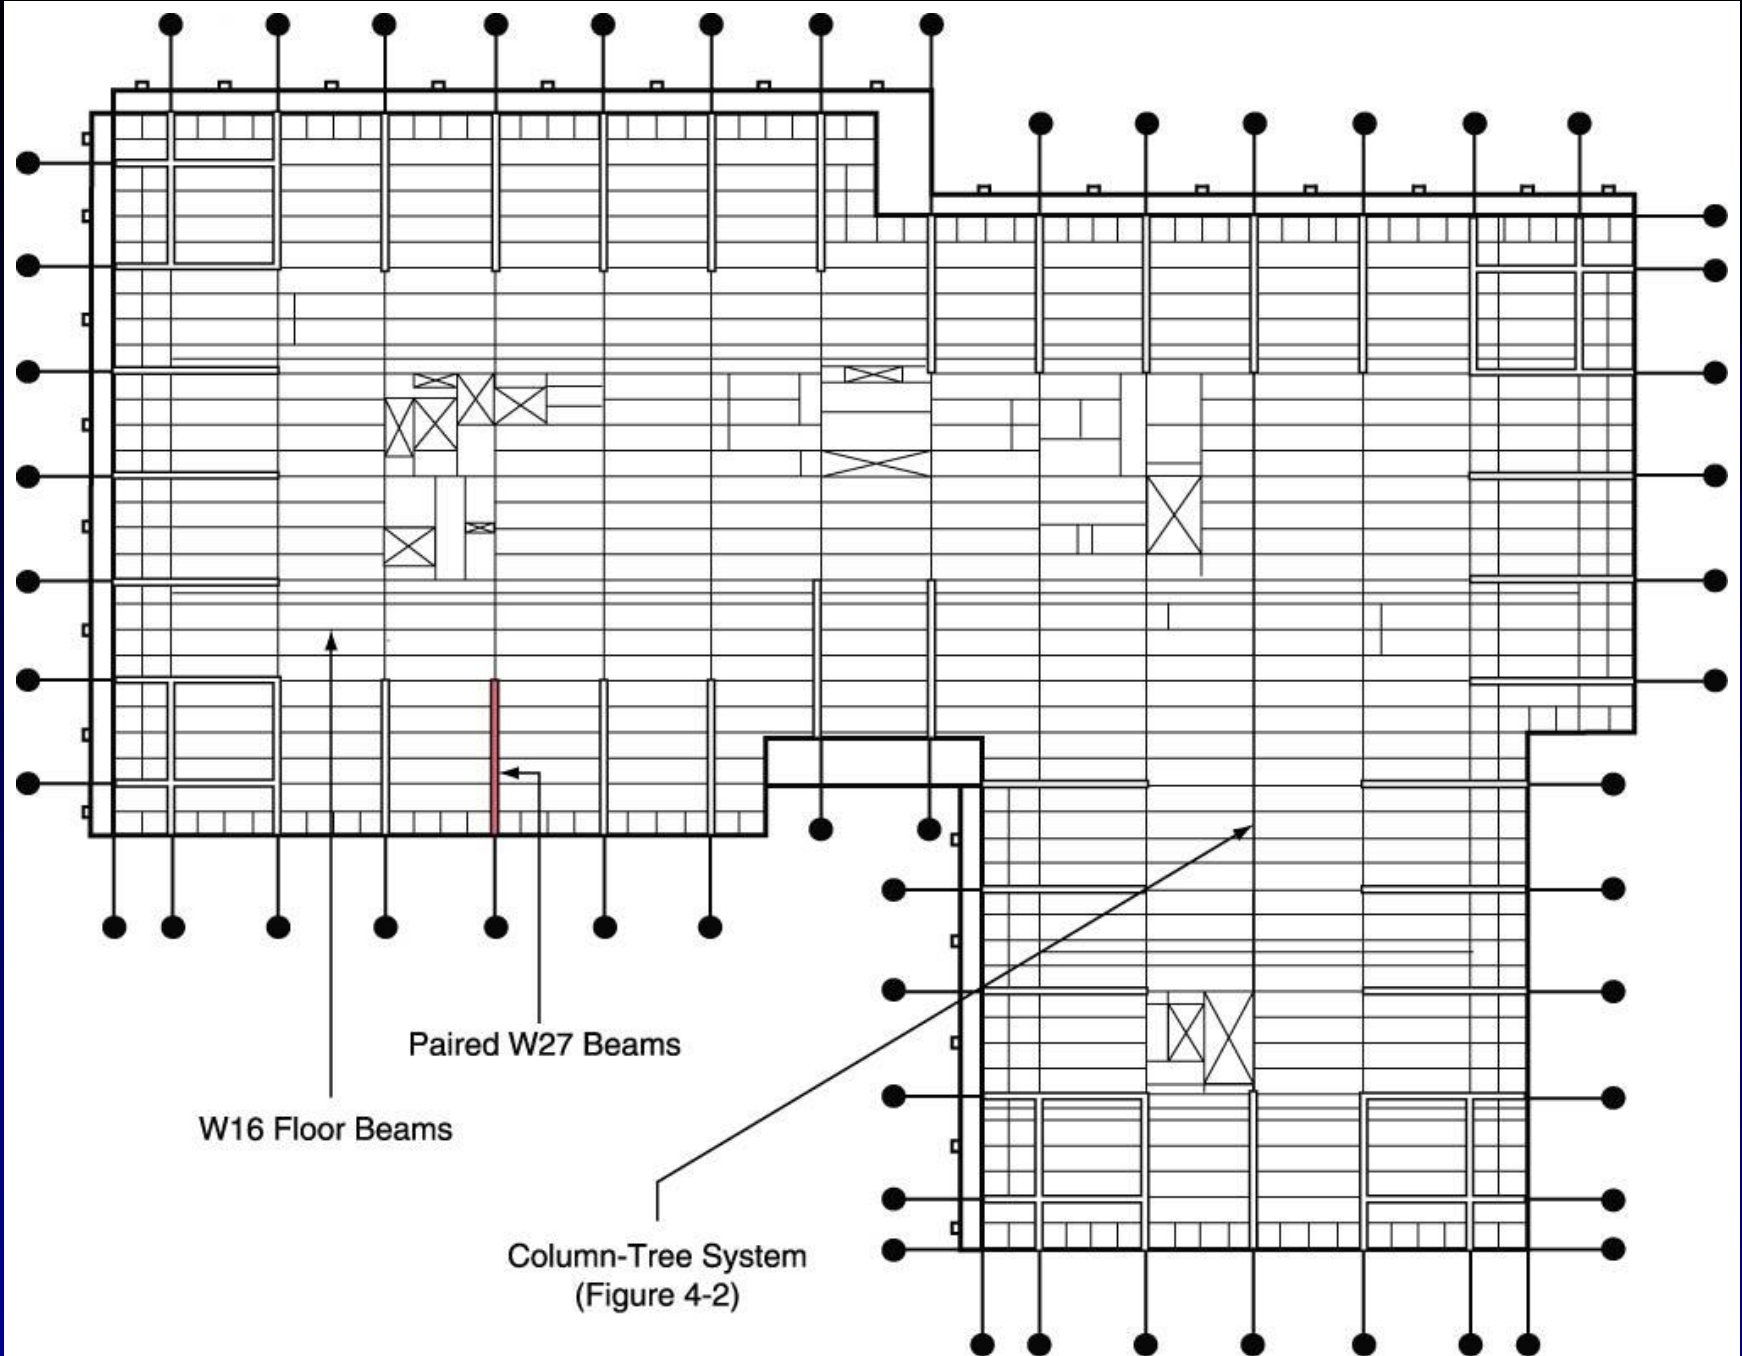 Paired W27 Beams
W16 Floor Beams
Column-Tree System
(Figure 4-2)